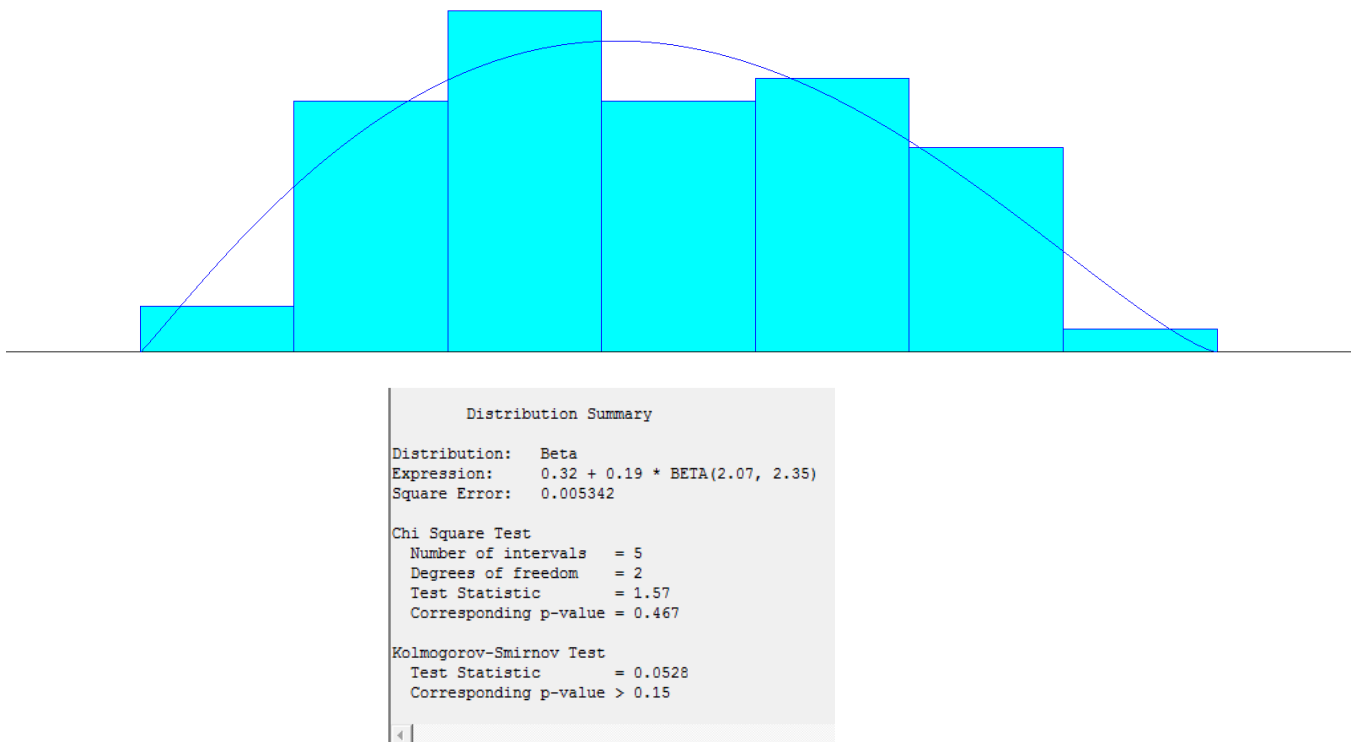 Distribution Summary
Distribution: Beta
Expression: 0.32 + 0.19 * BETA(2.07, 2.35)
Square Error: 0.005342
Chi Square Test
Number of intervals = 5
Degrees of freedom = 2
Test Statistic = 1.57
Corresponding p-value = 0.467
Kolmogorov-Smirnov Test
Test Statistic = 0.0528
Corresponding p-value > 0.15